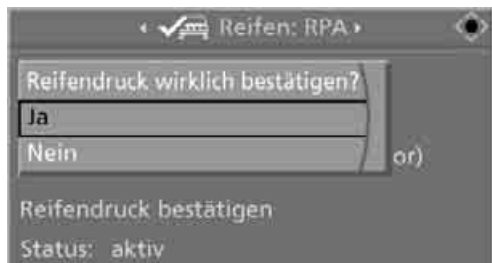 Reifen: RPA
Reifendruck wirklich bestätigen?
Ja
Nein
or)
Reifendruck bestätigen
Status: aktiv